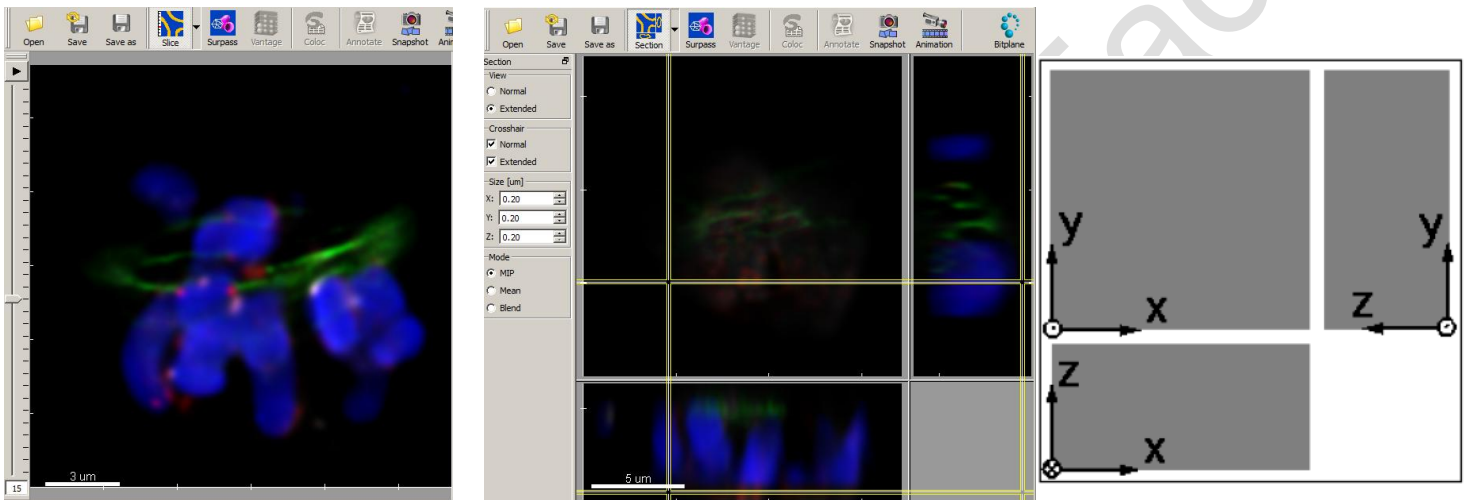 Open Save Save as Slice Surpass Vantage Coloc Annotate Snapshot
3 um
15
Open Save Save as Section Surpass Vantage Coloc Annotate Snapshot Animation Bitplane
Section
View
Normal
Extended
Crosshair
Normal
Extended
Size [um]
X: 0.20
Y: 0.20
Z: 0.20
Mode
MIP
Mean
Blend
5 um
y
x
y
z
z
x